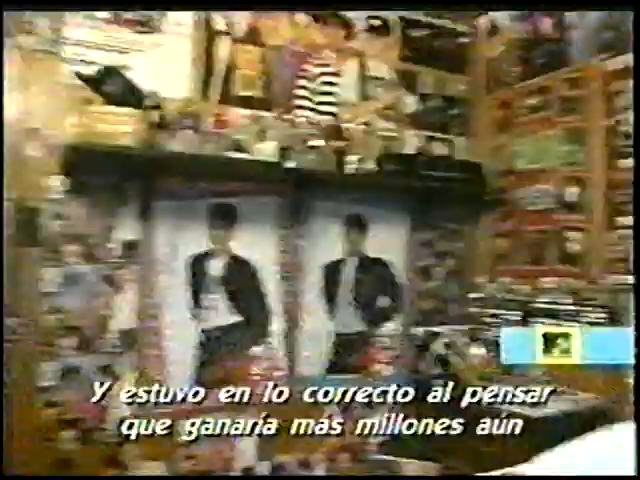 Y estuvo en lo correcto al pensar
que ganaría más millones aún